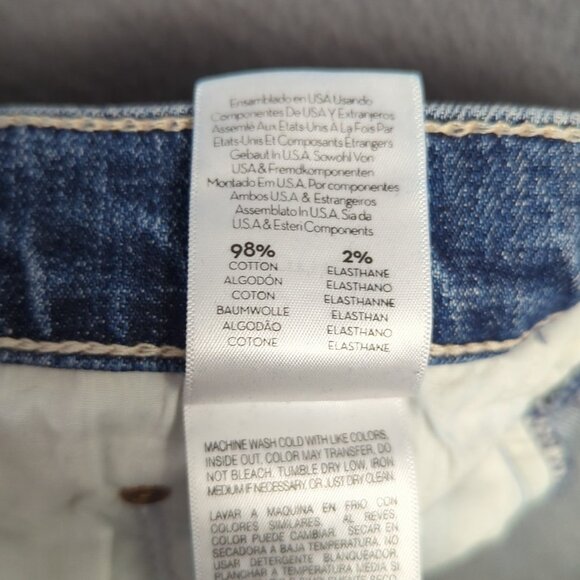 Ensamblado en USA Usando
Componentes De USA Y Extranjeros
Assemlé Aux Etats-Unis À La Fois Par
Etats-Unis Et Composants Etrangers
Gebaut In U.S.A. Sowohl Von
USA & Fremdkomponenten
Montado Em U.S.A. Por componentes
Ambos U.S.A & Estrangeiros
Assemblato In U.S.A. Sia da
U.S.A & Esteri Components
98% 2%
COTTON ELASTHANE
ALGODÓN ELASTHANO
COTON ELASTHANNE
BAUMWOLLE ELASTHAN
ALGODÃO ELASTHANO
COTONE ELASTHANE
MACHINE WASH COLD WITH LIKE COLORS,
INSIDE OUT. COLOR MAY TRANSFER. DO
NOT BLEACH. TUMBLE DRY LOW, IRON
MEDIUM IF NECESSARY, OR JUST DRY CLEAN.
LAVAR A MAQUINA EN FRIO CON
COLORES SIMILARES, AL REVES,
COLOR PUEDE CAMBIAR. SECAR EN
SECADORA A BAJA TEMPERATURA, NO
USAR DETERGENTE BLANQUEADOR.
PLANCHAR A TEMPERATURA MEDIA SI